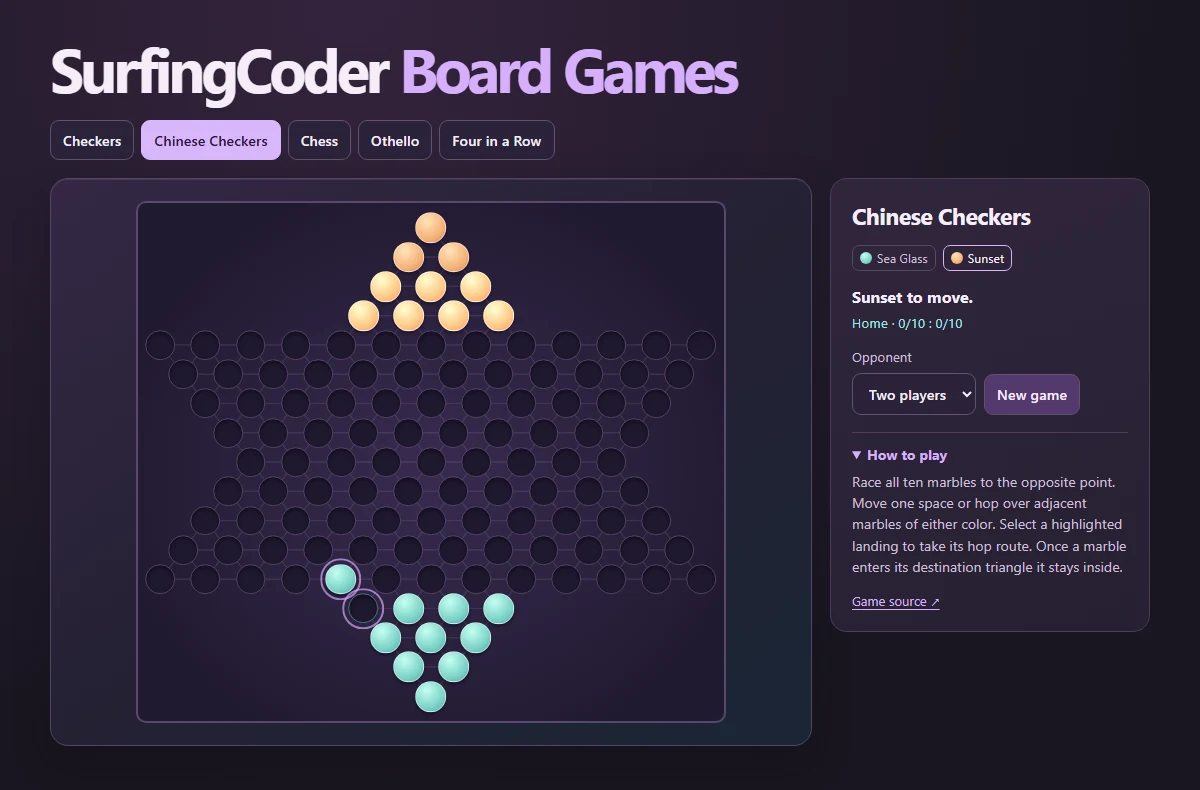 SurfingCoder Board Games
Checkers
Chinese Checkers
Chess
Othello
Four in a Row
Chinese Checkers
Sea Glass
Sunset
Sunset to move.
Home · 0/10 : 0/10
Opponent
Two players
New game
▼ How to play
Race all ten marbles to the opposite point.
Move one space or hop over adjacent
marbles of either color. Select a highlighted
landing to take its hop route. Once a marble
enters its destination triangle it stays inside.
Game source ↗